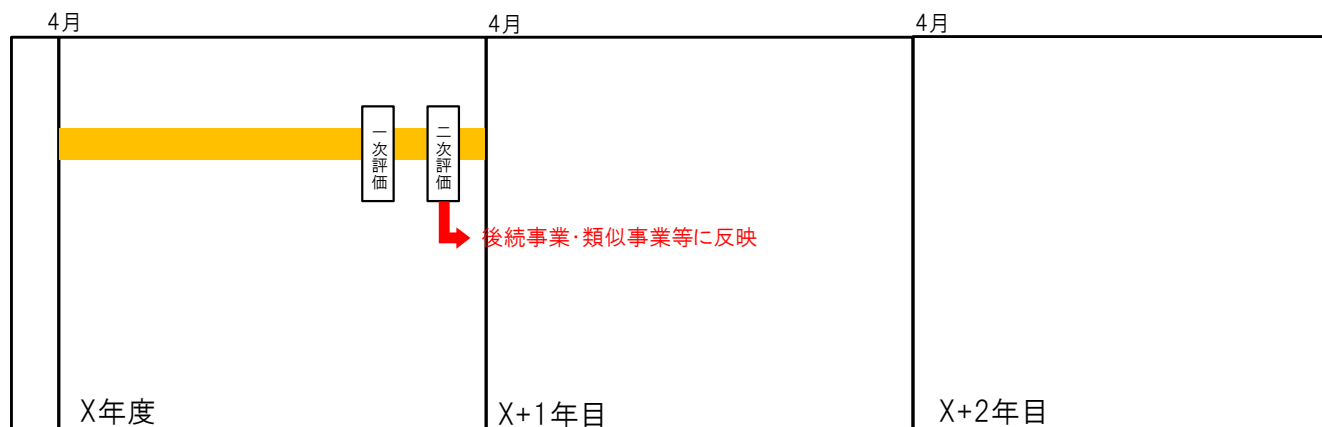 4月
4月
4月
一次評価
二次評価
後続事業・類似事業等に反映
X年度
X+1年目
X+2年目